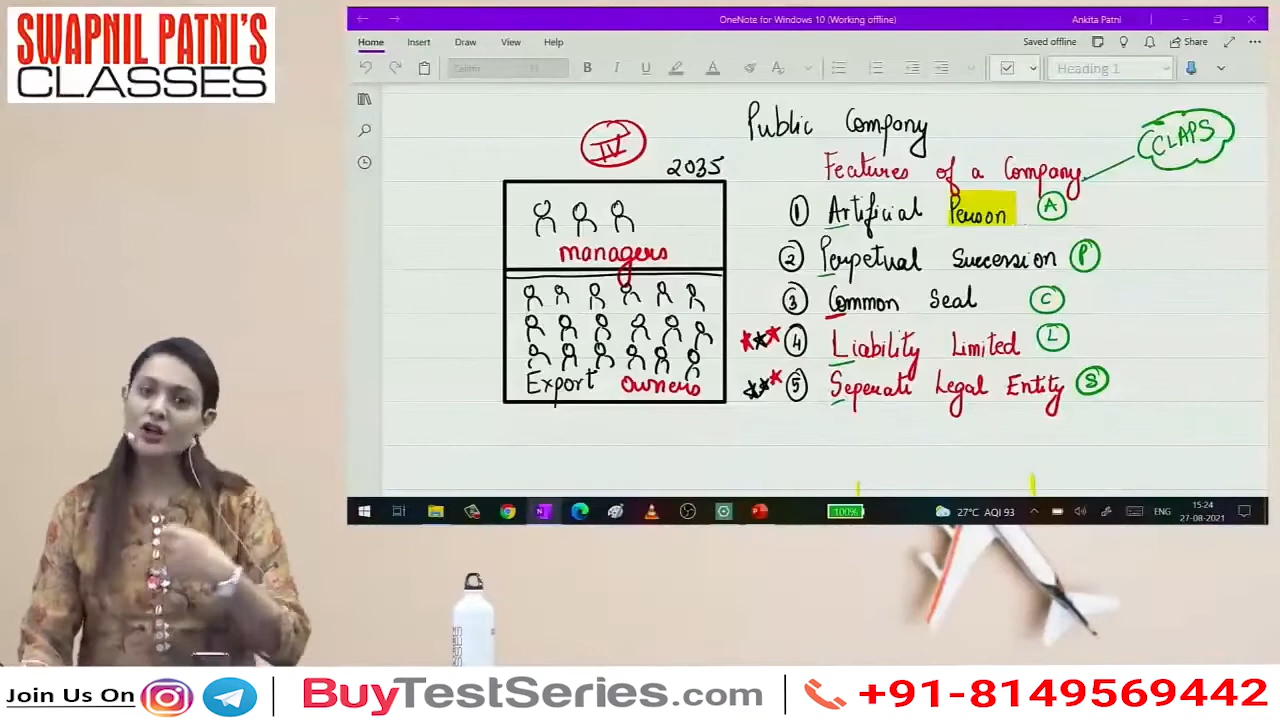 SWAPNIL PATNI'S
CLASSES
OneNote for Windows 10 (Working offline)
Ankita Patni
Home Insert Draw View Help
Saved offline
Share
B I U
Heading 1
Public Company
CLAPS
IV
2035
Features of a Company
managers
① Artificial Person Ⓐ
② Perpetual Succession Ⓟ
③ Common Seal Ⓒ
④ Liability Limited Ⓛ
⑤ Seperate Legal Entity Ⓢ
Export owners
100%
27°C AQI 93
ENG
15:24
27-08-2021
Join Us On
BuyTestSeries.com
+91-8149569442